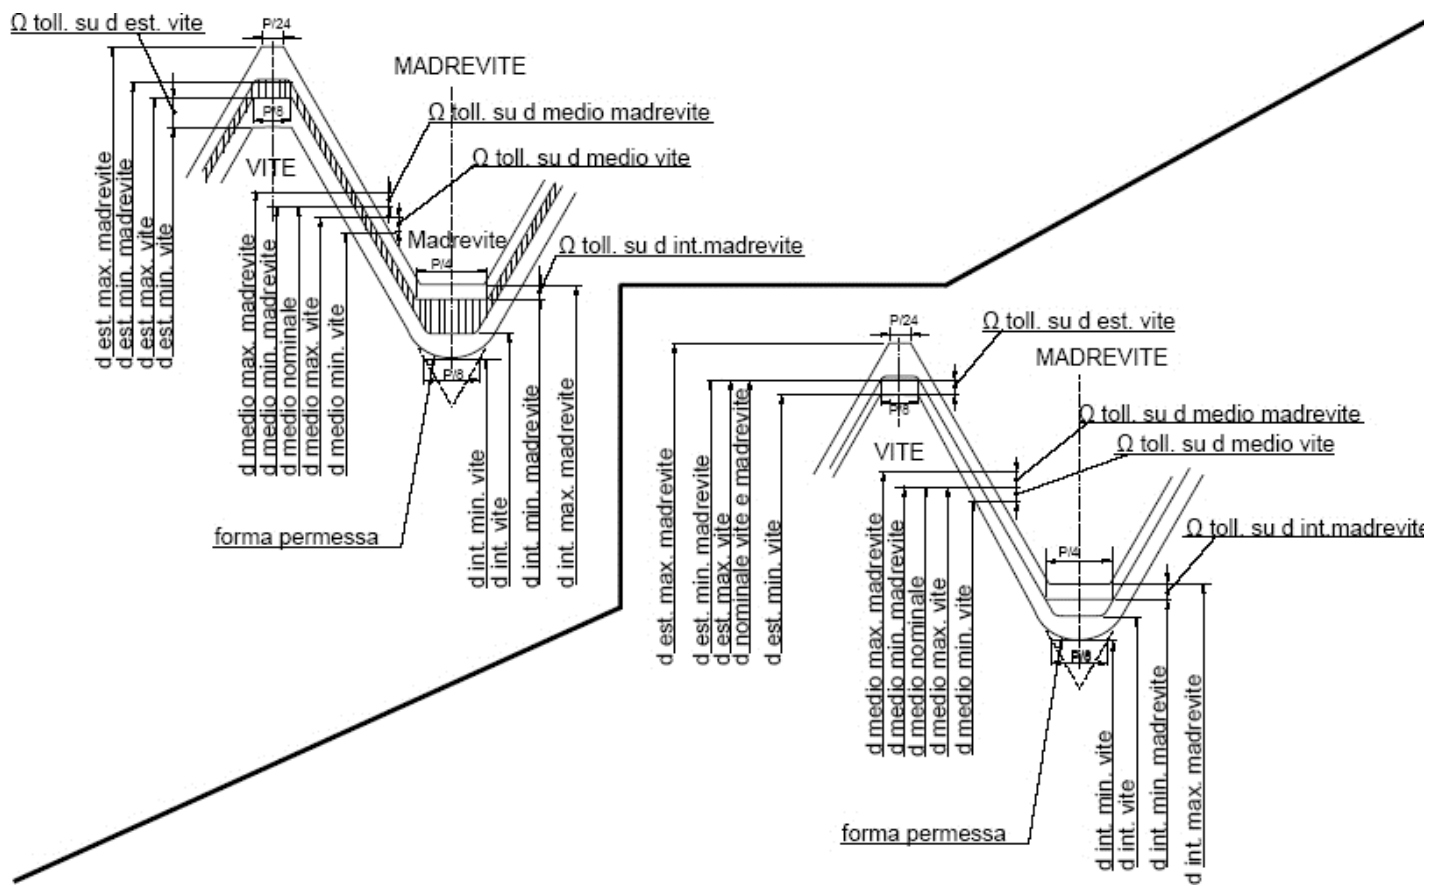 Ω toll. su d est. vite
P/24
MADREVITE
P/8
Ω toll. su d medio madrevite
VITE
Ω toll. su d medio vite
Madrevite
Ω toll. su d int.madrevite
P/4
d est. max. madrevite
d est. min. madrevite
d est. max. vite
d est. min. vite
d medio max. madrevite
d medio min. madrevite
d medio nominale
d medio max. vite
d medio min. vite
P/8
d int. min. vite
d int. vite
d int. min. madrevite
d int. max. madrevite
forma permessa
P/24
Ω toll. su d est. vite
MADREVITE
P/8
Ω toll. su d medio madrevite
VITE
Ω toll. su d medio vite
Ω toll. su d int.madrevite
P/4
d est. max. madrevite
d est. min. madrevite
d est. max. vite
d nominale vite e madrevite
d est. min. vite
d medio max. madrevite
d medio min. madrevite
d medio nominale
d medio max. vite
d medio min. vite
P/8
d int. min. vite
d int. vite
d int. min. madrevite
d int. max. madrevite
forma permessa